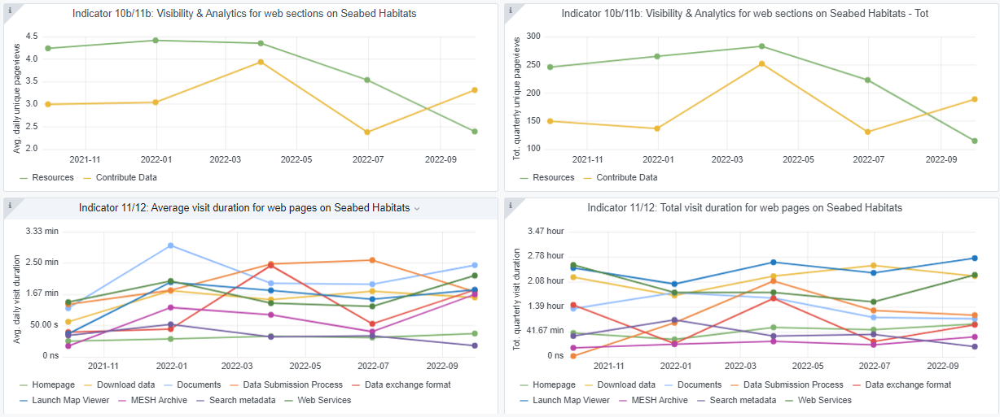 i
Indicator 10b/11b: Visibility & Analytics for web sections on Seabed Habitats
Avg. daily unique pageviews
4.5
4.0
3.5
3.0
2.5
2.0
2021-11 2022-01 2022-03 2022-05 2022-07 2022-09
Resources Contribute Data
i
Indicator 10b/11b: Visibility & Analytics for web sections on Seabed Habitats - Tot
Tot. quarterly unique pageviews
300
250
200
150
100
2021-11 2022-01 2022-03 2022-05 2022-07 2022-09
Resources Contribute Data
i
Indicator 11/12: Average visit duration for web pages on Seabed Habitats
Avg. daily visit duration
3.33 min
2.50 min
1.67 min
50.00 s
0 ns
2021-11 2022-01 2022-03 2022-05 2022-07 2022-09
Homepage Download data Documents Data Submission Process Data exchange format
Launch Map Viewer MESH Archive Search metadata Web Services
i
Indicator 11/12: Total visit duration for web pages on Seabed Habitats
Tot. quarterly visit duration
3.47 hour
2.78 hour
2.08 hour
1.39 hour
41.67 min
0 ns
2021-11 2022-01 2022-03 2022-05 2022-07 2022-09
Homepage Download data Documents Data Submission Process Data exchange format
Launch Map Viewer MESH Archive Search metadata Web Services